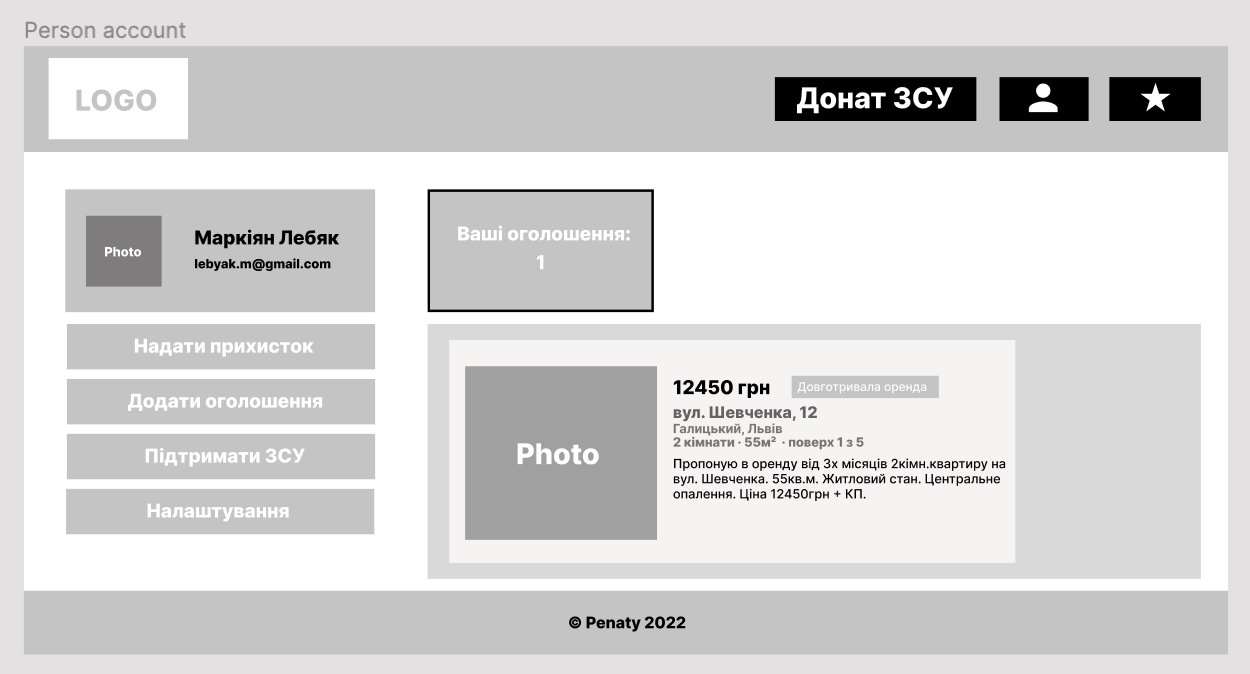 Person account
LOGO
Донат ЗСУ
Photo
Маркіян Лебяк
lebyak.m@gmail.com
Надати прихисток
Додати оголошення
Підтримати ЗСУ
Налаштування
Ваші оголошення:
1
Photo
12450 грн
Довготривала оренда
вул. Шевченка, 12
Галицький, Львів
2 кімнати · 55м² · поверх 1 з 5
Пропоную в оренду від 3х місяців 2кімн.квартиру на
вул. Шевченка. 55кв.м. Житловий стан. Центральне
опалення. Ціна 12450грн + КП.
© Penaty 2022